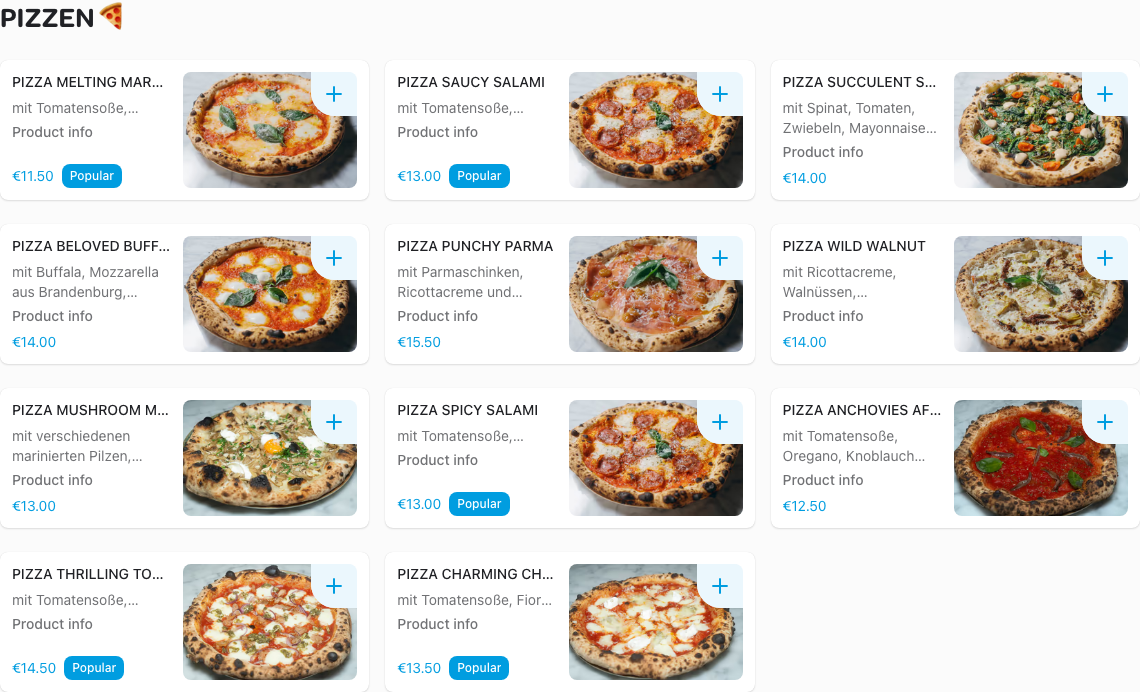 PIZZEN
PIZZA MELTING MAR...
mit Tomatensoße,...
Product info
€11.50 Popular
PIZZA SAUCY SALAMI
mit Tomatensoße,...
Product info
€13.00 Popular
PIZZA SUCCULENT S...
mit Spinat, Tomaten,
Zwiebeln, Mayonnaise...
Product info
€14.00
PIZZA BELOVED BUFF...
mit Buffala, Mozzarella
aus Brandenburg,...
Product info
€14.00
PIZZA PUNCHY PARMA
mit Parmaschinken,
Ricottacreme und...
Product info
€15.50
PIZZA WILD WALNUT
mit Ricottacreme,
Walnüssen,...
Product info
€14.00
PIZZA MUSHROOM M...
mit verschiedenen
marinierten Pilzen,...
Product info
€13.00
PIZZA SPICY SALAMI
mit Tomatensoße,...
Product info
€13.00 Popular
PIZZA ANCHOVIES AF...
mit Tomatensoße,
Oregano, Knoblauch...
Product info
€12.50
PIZZA THRILLING TO...
mit Tomatensoße,...
Product info
€14.50 Popular
PIZZA CHARMING CH...
mit Tomatensoße, Fior...
Product info
€13.50 Popular